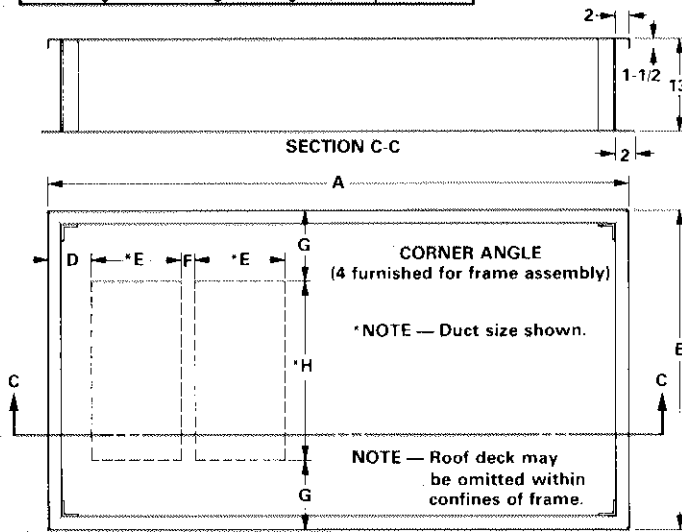 2
1-1/2
13
SECTION C-C
2
A
G
D
*E
F
*E
CORNER ANGLE
(4 furnished for frame assembly)
*NOTE — Duct size shown.
*H
C
C
NOTE — Roof deck may
be omitted within
confines of frame.
G